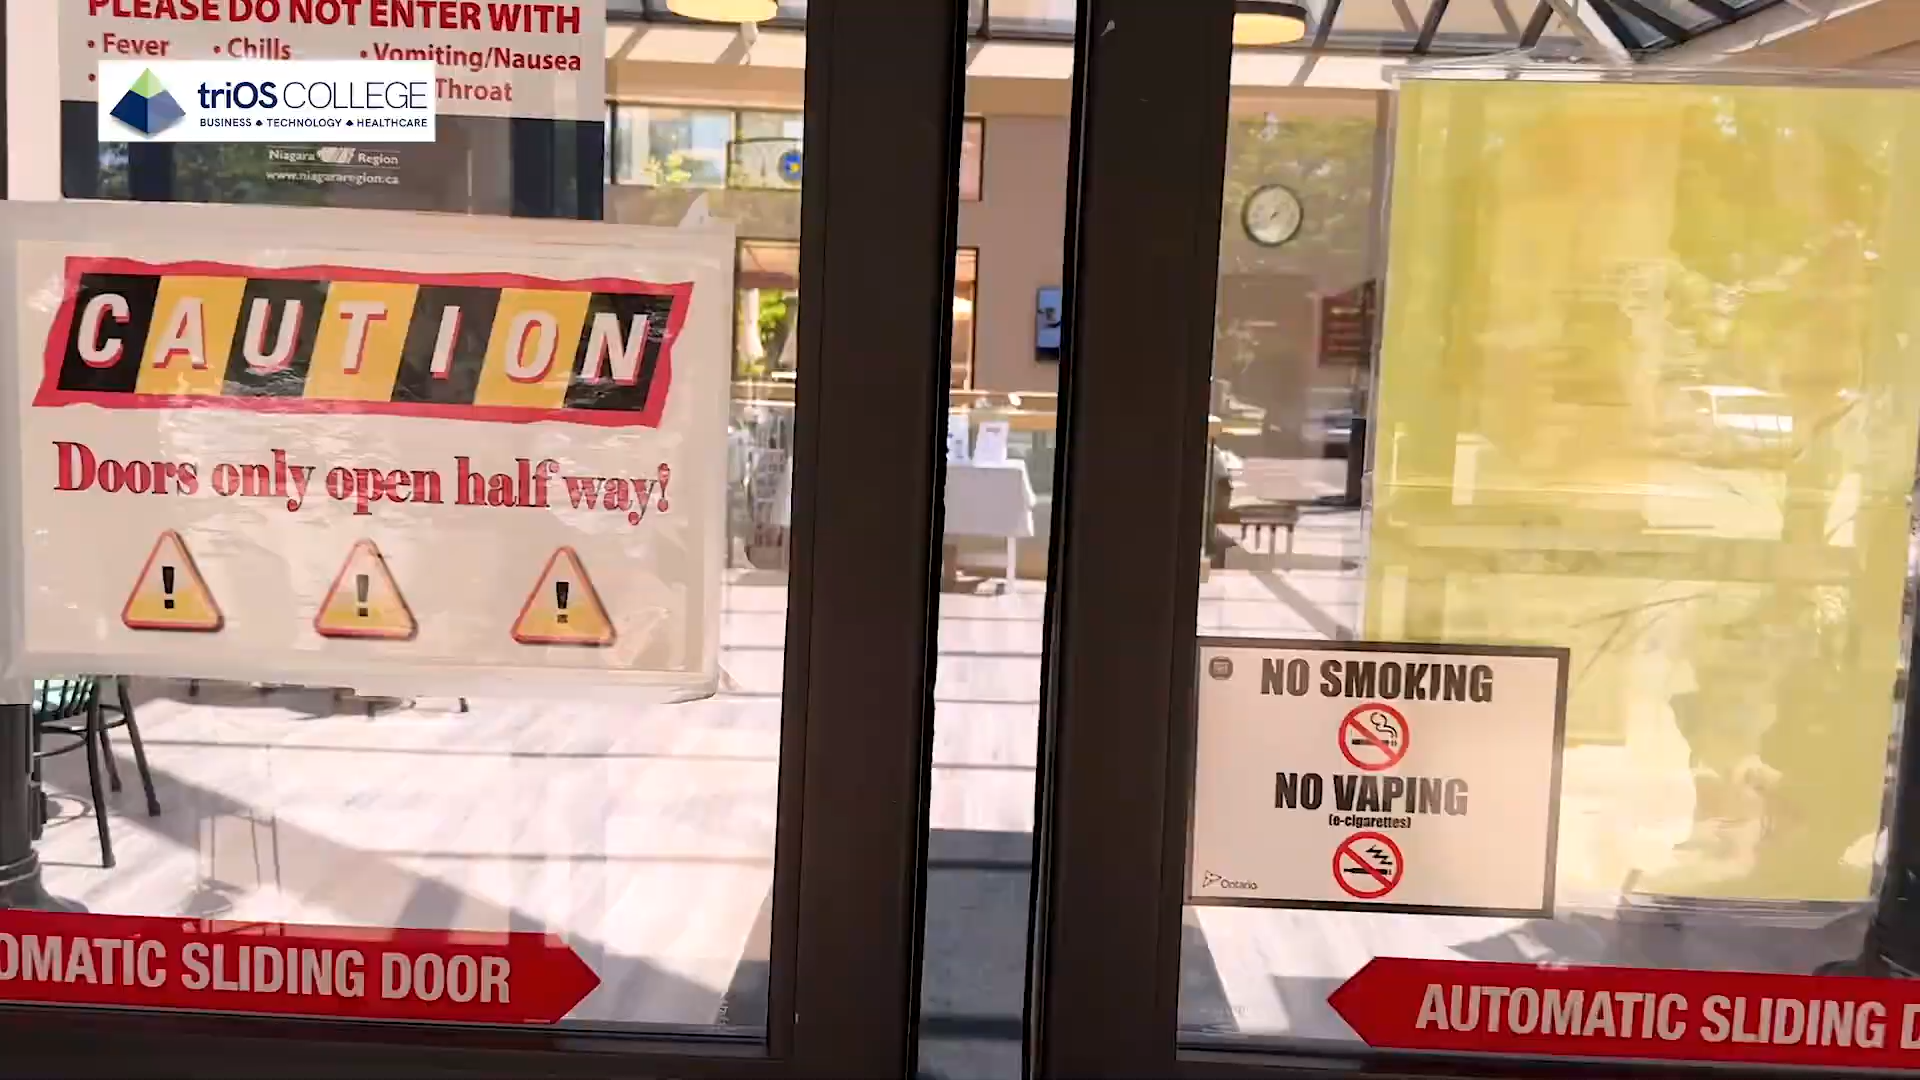 PLEASE DO NOT ENTER WITH
• Fever • Chills • Vomiting/Nausea
Throat
triOS COLLEGE
BUSINESS TECHNOLOGY HEALTHCARE
Niagara Region
www.niagararegion.ca
CAUTION
Doors only open half way!
NO SMOKING
NO VAPING
(e-cigarettes)
Ontario
OMATIC SLIDING DOOR
AUTOMATIC SLIDING D